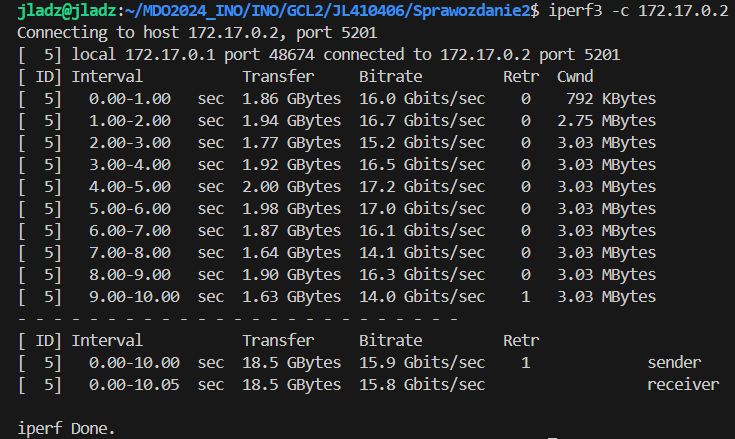 jladz@jladz:~/MDO2024_INO/INO/GCL2/JL410406/Sprawozdanie2$ iperf3 -c 172.17.0.2
Connecting to host 172.17.0.2, port 5201
[  5] local 172.17.0.1 port 48674 connected to 172.17.0.2 port 5201
[ ID] Interval           Transfer     Bitrate         Retr  Cwnd
[  5]   0.00-1.00   sec  1.86 GBytes  16.0 Gbits/sec    0    792 KBytes
[  5]   1.00-2.00   sec  1.94 GBytes  16.7 Gbits/sec    0   2.75 MBytes
[  5]   2.00-3.00   sec  1.77 GBytes  15.2 Gbits/sec    0   3.03 MBytes
[  5]   3.00-4.00   sec  1.92 GBytes  16.5 Gbits/sec    0   3.03 MBytes
[  5]   4.00-5.00   sec  2.00 GBytes  17.2 Gbits/sec    0   3.03 MBytes
[  5]   5.00-6.00   sec  1.98 GBytes  17.0 Gbits/sec    0   3.03 MBytes
[  5]   6.00-7.00   sec  1.87 GBytes  16.1 Gbits/sec    0   3.03 MBytes
[  5]   7.00-8.00   sec  1.64 GBytes  14.1 Gbits/sec    0   3.03 MBytes
[  5]   8.00-9.00   sec  1.90 GBytes  16.3 Gbits/sec    0   3.03 MBytes
[  5]   9.00-10.00  sec  1.63 GBytes  14.0 Gbits/sec    1   3.03 MBytes
- - - - - - - - - - - - - - - - - - - - - - - - -
[ ID] Interval           Transfer     Bitrate         Retr
[  5]   0.00-10.00  sec  18.5 GBytes  15.9 Gbits/sec    1             sender
[  5]   0.00-10.05  sec  18.5 GBytes  15.8 Gbits/sec                  receiver
iperf Done.